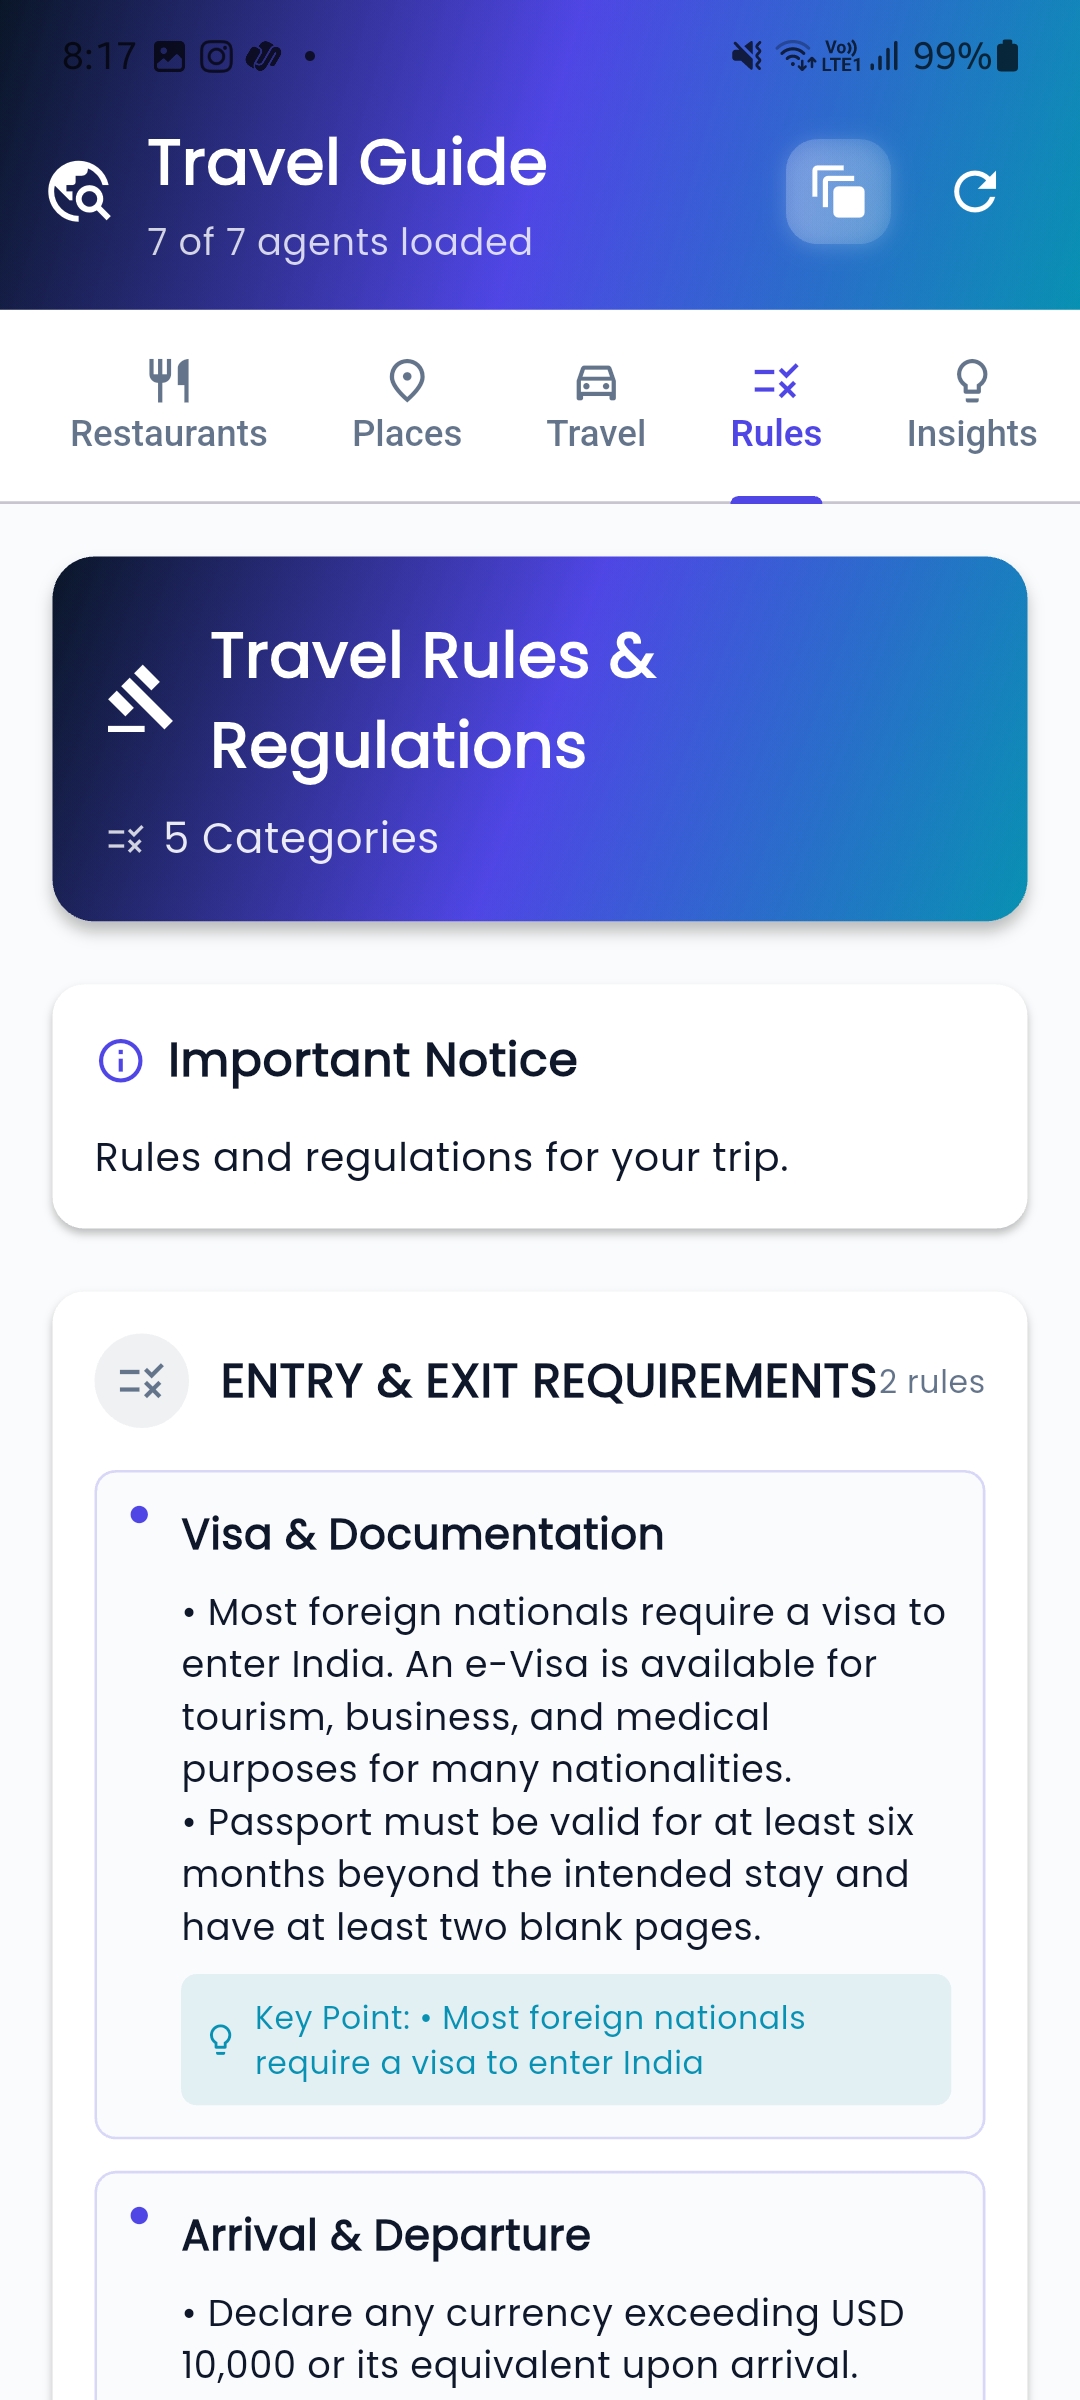 8:17
Vo)) LTE1 99%
Travel Guide
7 of 7 agents loaded
Restaurants Places Travel Rules Insights
Travel Rules &
Regulations
5 Categories
Important Notice
Rules and regulations for your trip.
ENTRY & EXIT REQUIREMENTS 2 rules
Visa & Documentation
• Most foreign nationals require a visa to
enter India. An e-Visa is available for
tourism, business, and medical
purposes for many nationalities.
• Passport must be valid for at least six
months beyond the intended stay and
have at least two blank pages.
Key Point: • Most foreign nationals
require a visa to enter India
Arrival & Departure
• Declare any currency exceeding USD
10,000 or its equivalent upon arrival.